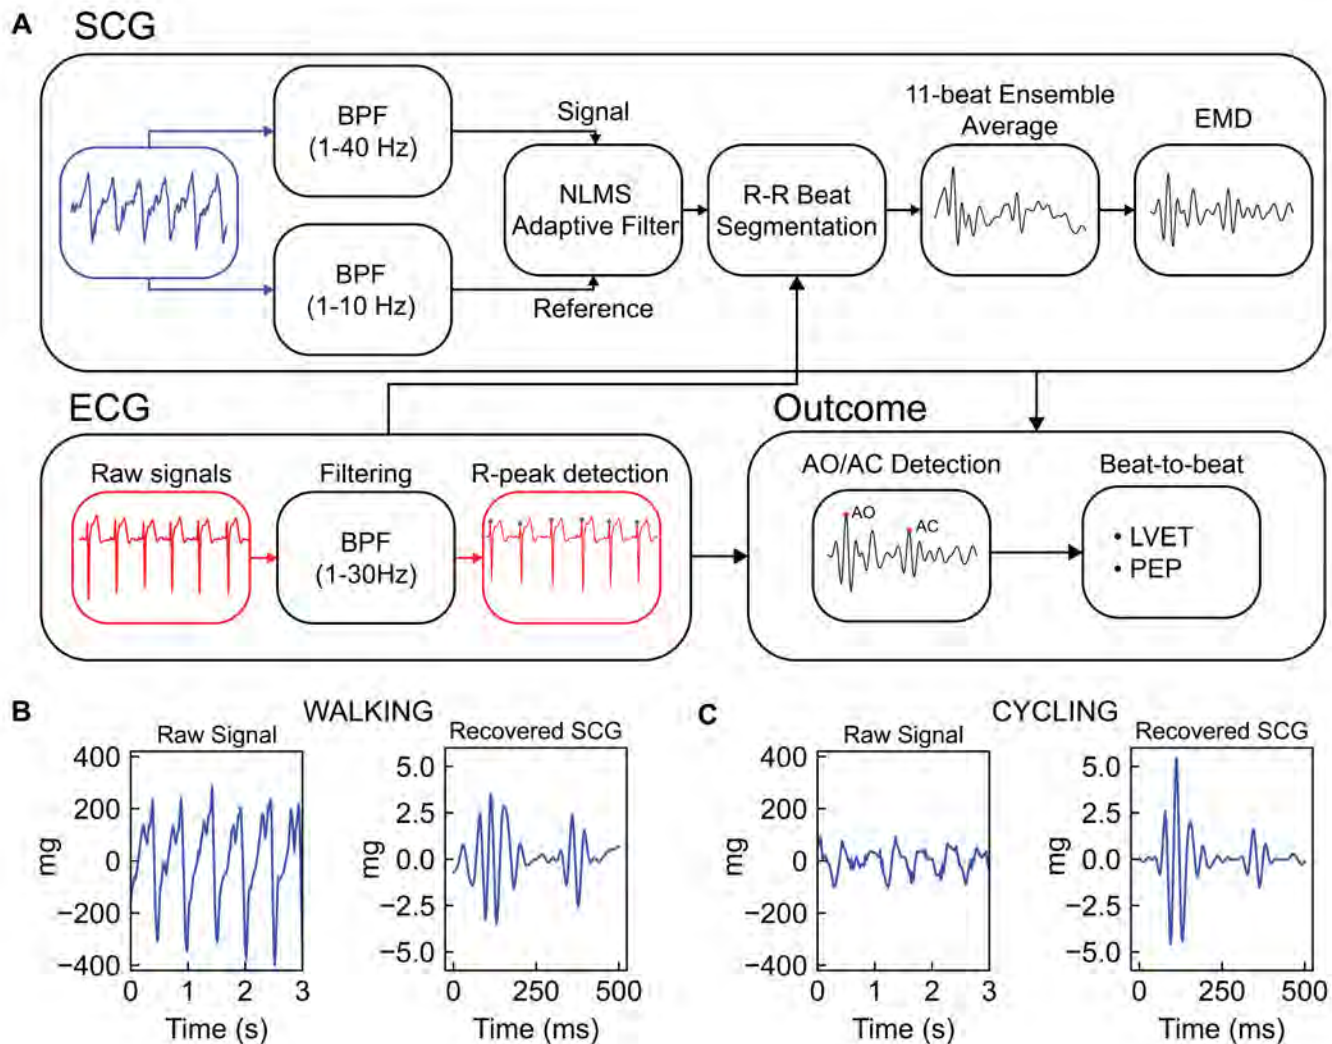 A SCG
BPF
(1-40 Hz)
Signal
11-beat Ensemble
Average
EMD
NLMS
Adaptive Filter
R-R Beat
Segmentation
BPF
(1-10 Hz)
Reference
ECG
Outcome
Raw signals
Filtering
R-peak detection
BPF
(1-30Hz)
AO/AC Detection
AO
AC
Beat-to-beat
• LVET
• PEP
B WALKING
Raw Signal
400
200
0
−200
−400
mg
0 1 2 3
Time (s)
Recovered SCG
5.0
2.5
0.0
−2.5
−5.0
mg
0 250 500
Time (ms)
C CYCLING
Raw Signal
400
200
0
−200
−400
mg
0 1 2 3
Time (s)
Recovered SCG
5.0
2.5
0.0
−2.5
−5.0
mg
0 250 500
Time (ms)